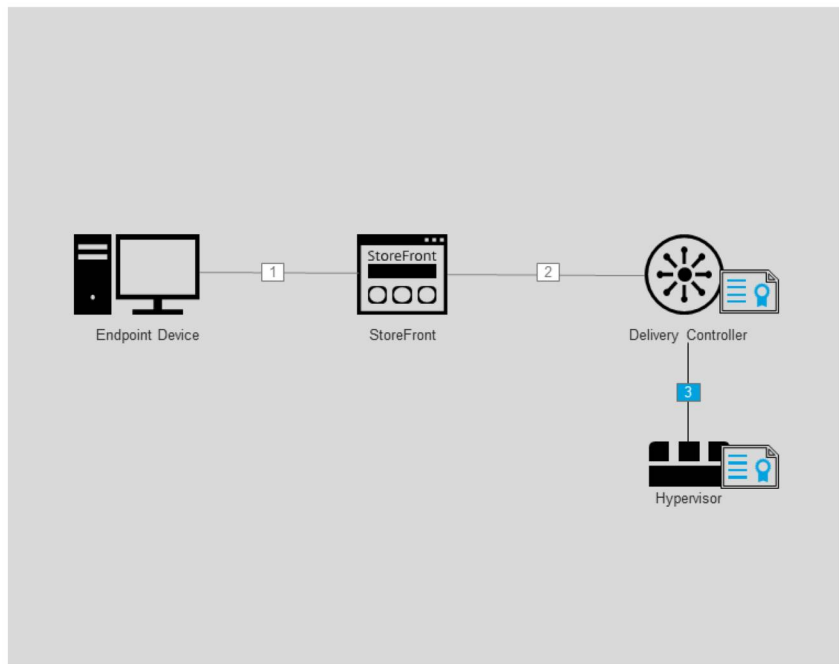 StoreFront
1
2
Endpoint Device
StoreFront
Delivery Controller
3
Hypervisor